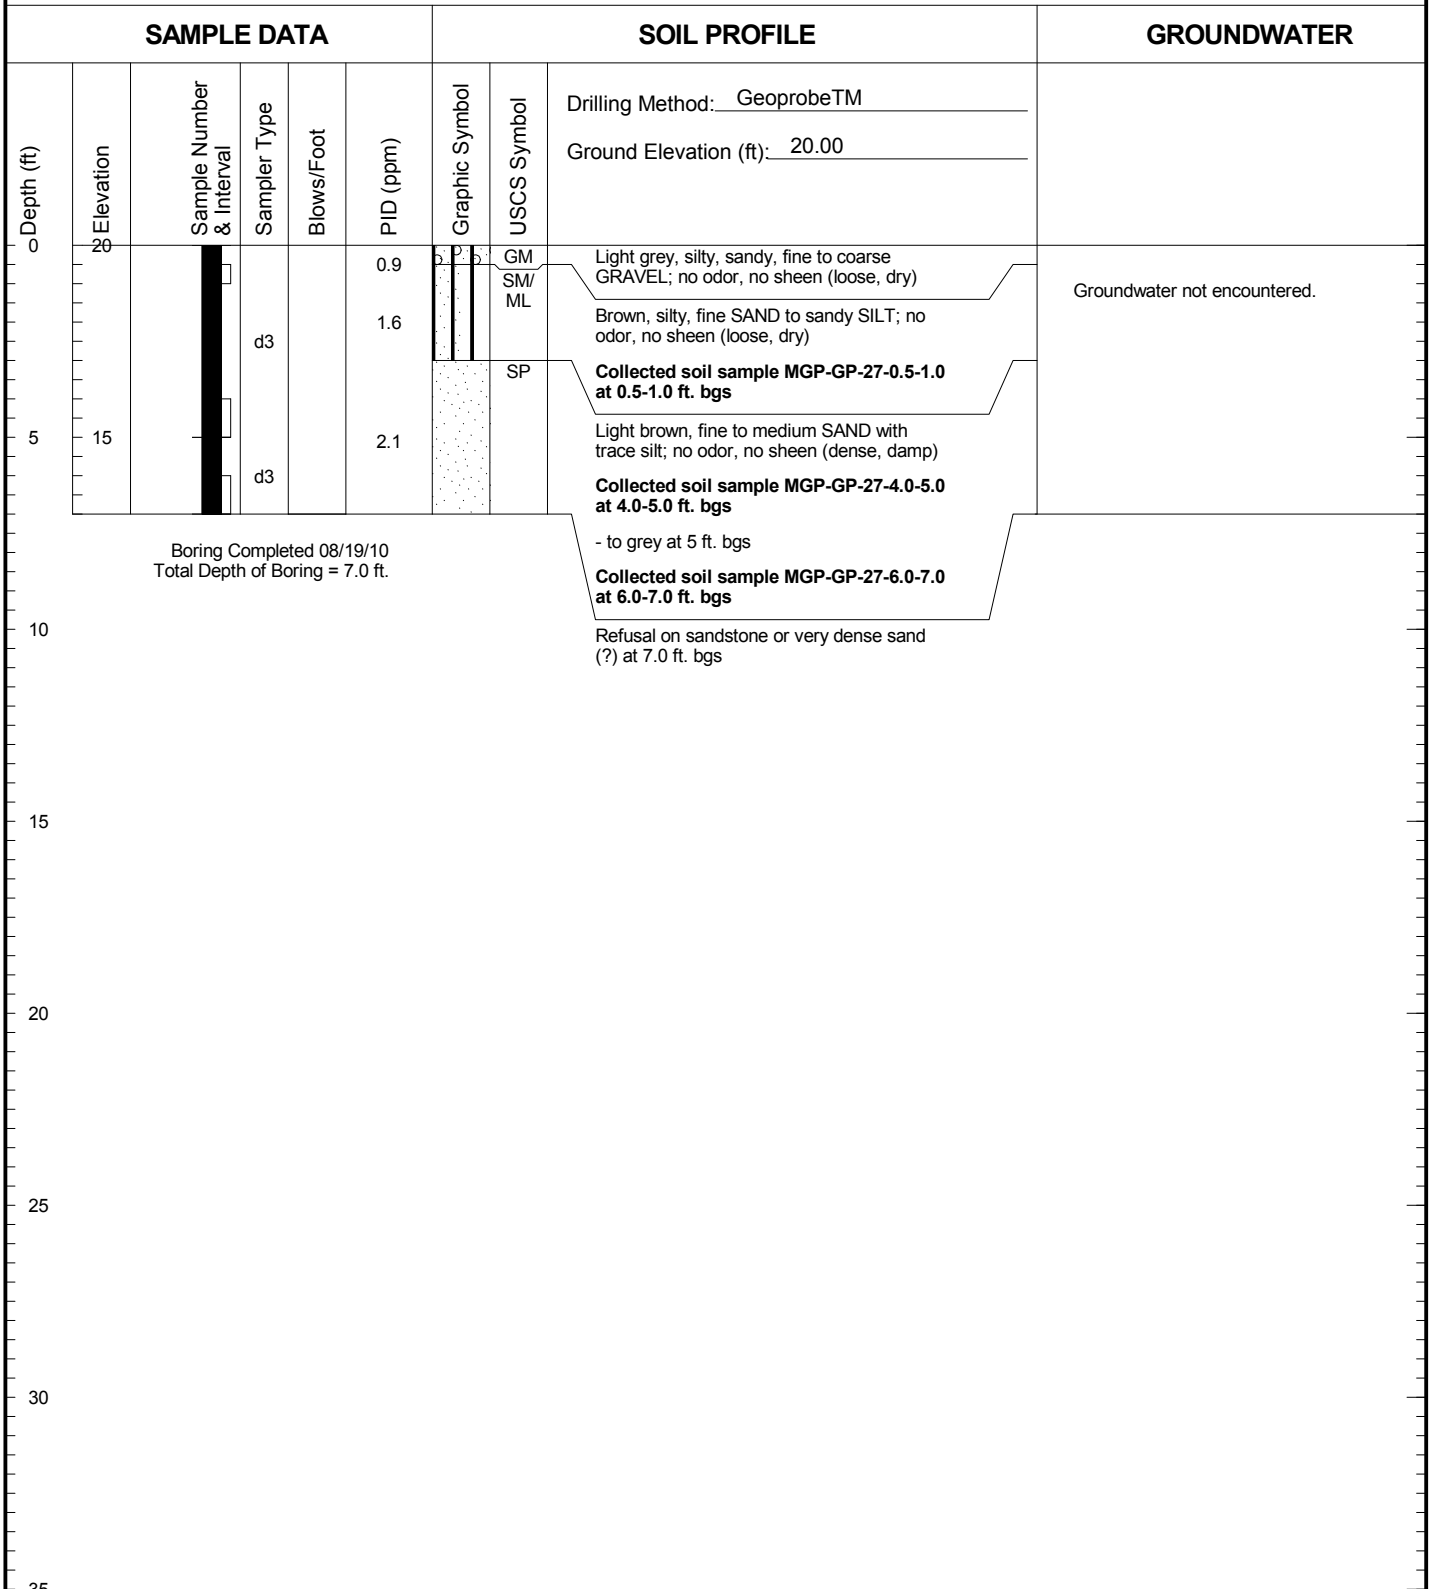 SAMPLE DATA
SOIL PROFILE
GROUNDWATER
Depth (ft)
Elevation
Sample Number
& Interval
Sampler Type
Blows/Foot
PID (ppm)
Graphic Symbol
USCS Symbol
Drilling Method: GeoprobeTM
Ground Elevation (ft): 20.00
0
20
0.9
GM
Light grey, silty, sandy, fine to coarse
GRAVEL; no odor, no sheen (loose, dry)
SM/
ML
Groundwater not encountered.
1.6
Brown, silty, fine SAND to sandy SILT; no
odor, no sheen (loose, dry)
d3
SP
Collected soil sample MGP-GP-27-0.5-1.0
at 0.5-1.0 ft. bgs
5
15
2.1
Light brown, fine to medium SAND with
trace silt; no odor, no sheen (dense, damp)
d3
Collected soil sample MGP-GP-27-4.0-5.0
at 4.0-5.0 ft. bgs
- to grey at 5 ft. bgs
Boring Completed 08/19/10
Total Depth of Boring = 7.0 ft.
Collected soil sample MGP-GP-27-6.0-7.0
at 6.0-7.0 ft. bgs
10
Refusal on sandstone or very dense sand
(?) at 7.0 ft. bgs
15
20
25
30
35